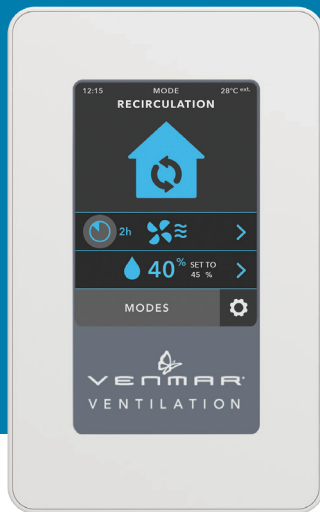 12:15 MODE 28°C ext.
RECIRCULATION
2h
40% SET TO
45 %
MODES
VENMAR
VENTILATION